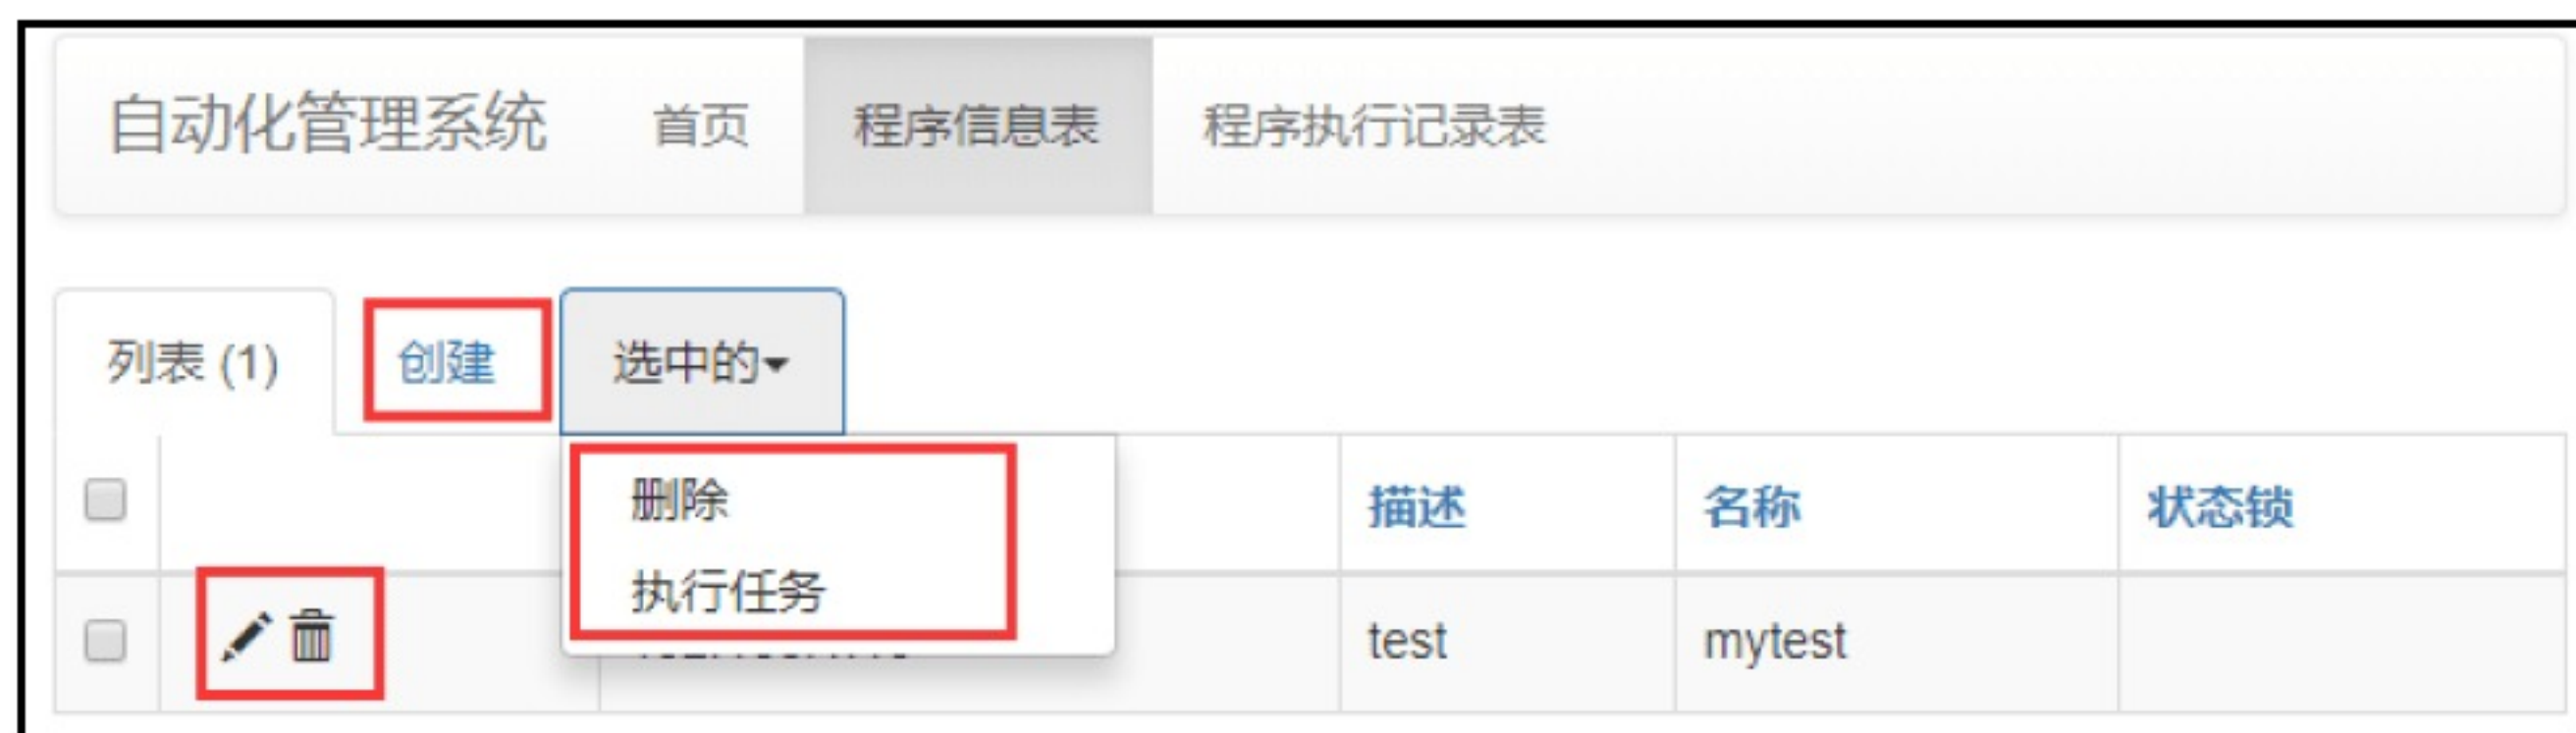 自动化管理系统 首页 程序信息表 程序执行记录表
列表 (1) 创建 选中的
删除
执行任务
描述 名称 状态锁
test mytest